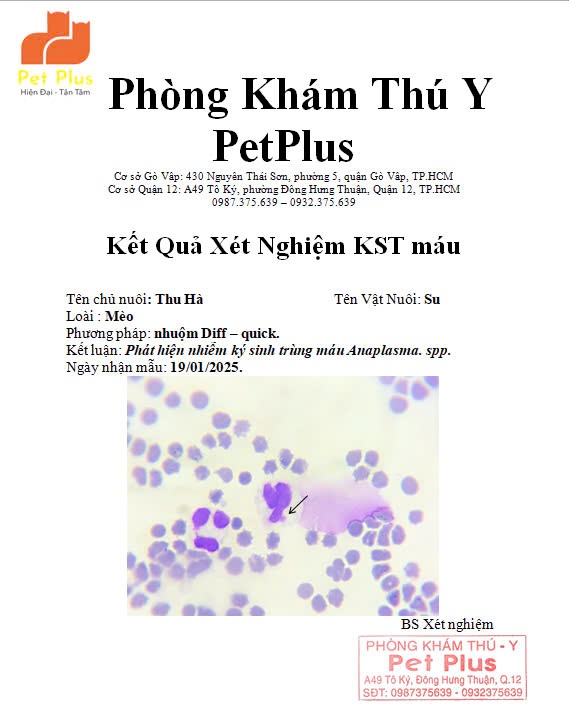 Pet Plus
Hiện Đại - Tận Tâm
Phòng Khám Thú Y
PetPlus
Cơ sở Gò Vấp: 430 Nguyễn Thái Sơn, phường 5, quận Gò Vấp, TP.HCM
Cơ sở Quận 12: A49 Tô Ký, phường Đông Hưng Thuận, Quận 12, TP.HCM
0987.375.639 – 0932.375.639
Kết Quả Xét Nghiệm KST máu
Tên chủ nuôi: Thu Hà Tên Vật Nuôi: Su
Loài : Mèo
Phương pháp: nhuộm Diff – quick.
Kết luận: Phát hiện nhiễm ký sinh trùng máu Anaplasma. spp.
Ngày nhận mẫu: 19/01/2025.
BS Xét nghiệm
PHÒNG KHÁM THÚ - Y
Pet Plus
A49 Tô Ký, Đông Hưng Thuận, Q.12
SĐT: 0987375639 - 0932375639